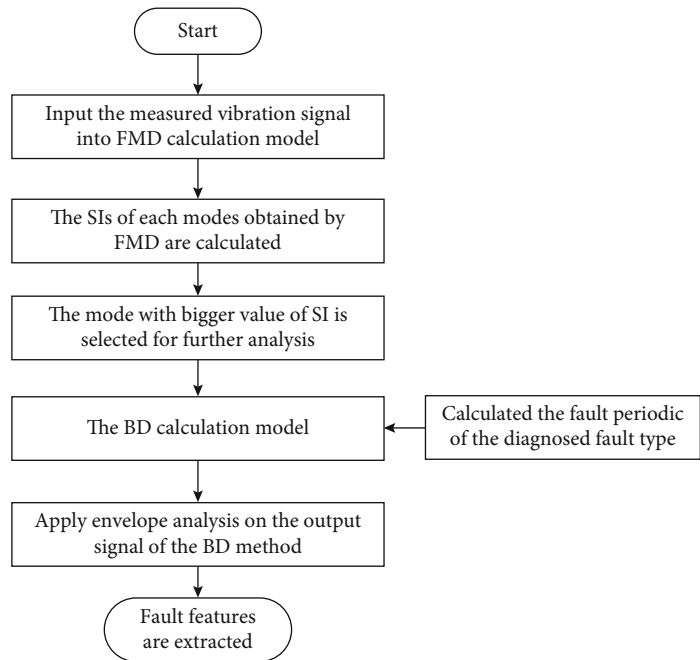 Start
Input the measured vibration signal
into FMD calculation model
The SIs of each modes obtained by
FMD are calculated
The mode with bigger value of SI is
selected for further analysis
The BD calculation model
Calculated the fault periodic
of the diagnosed fault type
Apply envelope analysis on the output
signal of the BD method
Fault features
are extracted